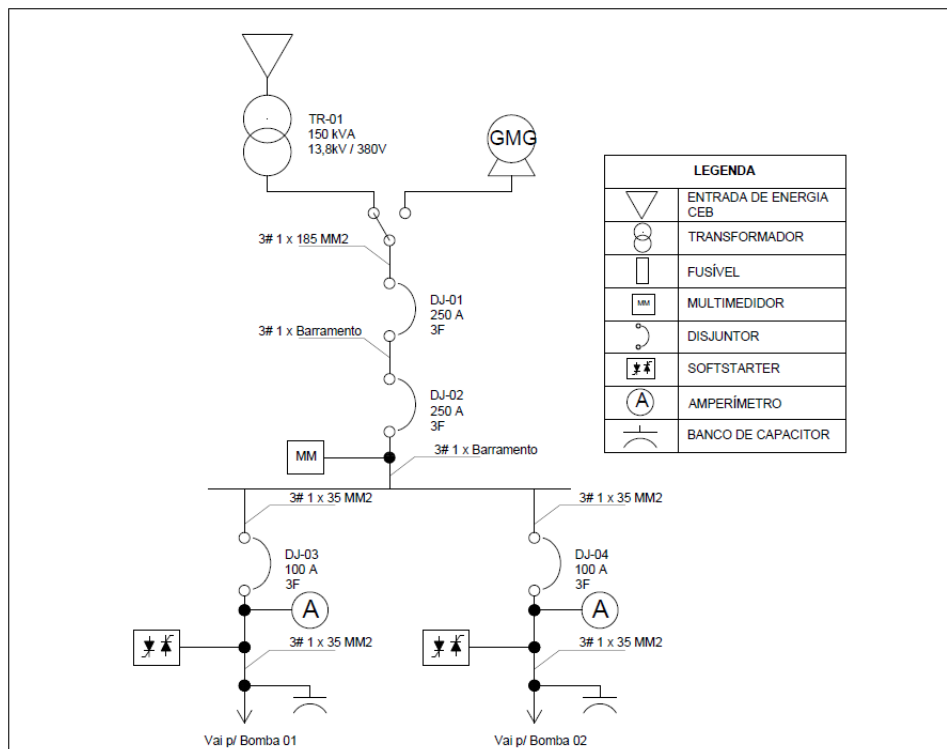 TR-01
150 kVA
13,8kV / 380V
GMG
3# 1 x 185 MM2
DJ-01
250 A
3F
3# 1 x Barramento
DJ-02
250 A
3F
MM
3# 1 x Barramento
3# 1 x 35 MM2
3# 1 x 35 MM2
DJ-03
100 A
3F
DJ-04
100 A
3F
A
A
3# 1 x 35 MM2
3# 1 x 35 MM2
Vai p/ Bomba 01
Vai p/ Bomba 02
LEGENDA
ENTRADA DE ENERGIA
CEB
TRANSFORMADOR
FUSÍVEL
MM
MULTIMEDIDOR
DISJUNTOR
SOFTSTARTER
A
AMPERÍMETRO
BANCO DE CAPACITOR